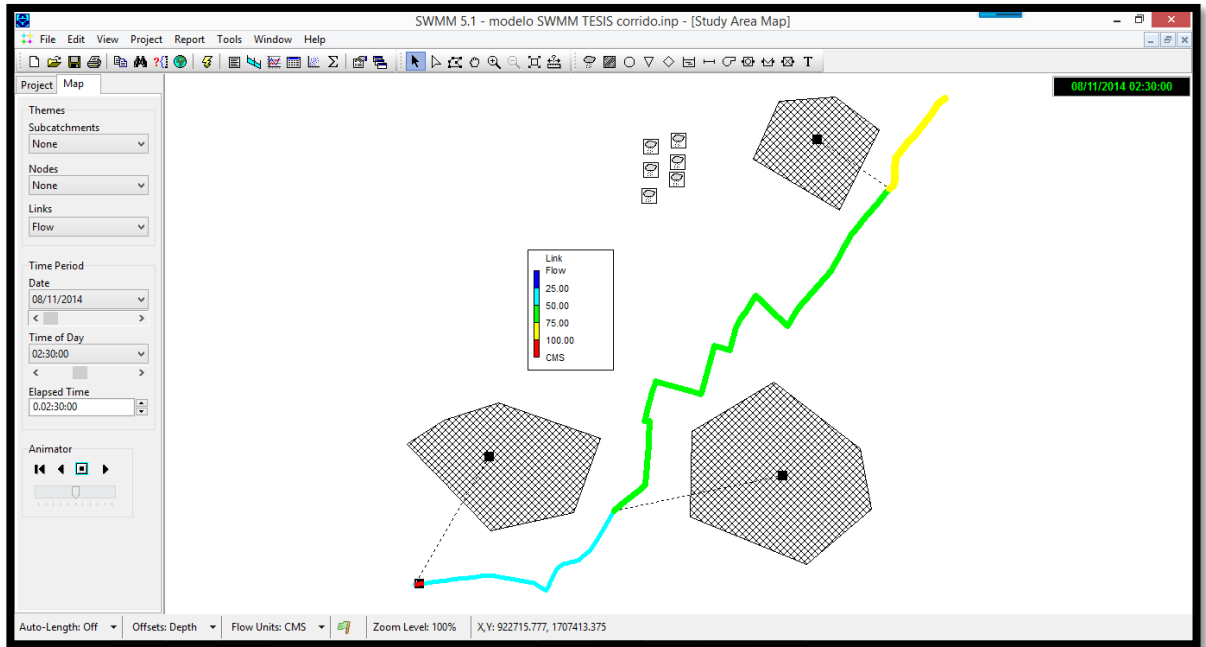 SWMM 5.1 - modelo SWMM TESIS corrido.inp - [Study Area Map]
File Edit View Project Report Tools Window Help
Project Map
08/11/2014 02:30:00
Themes
Subcatchments
None
Nodes
None
Links
Flow
Time Period
Date
08/11/2014
Time of Day
02:30:00
Elapsed Time
0.02:30:00
Animator
Link
Flow
25.00
50.00
75.00
100.00
CMS
Auto-Length: Off Offsets: Depth Flow Units: CMS Zoom Level: 100% X,Y: 922715.777, 1707413.375